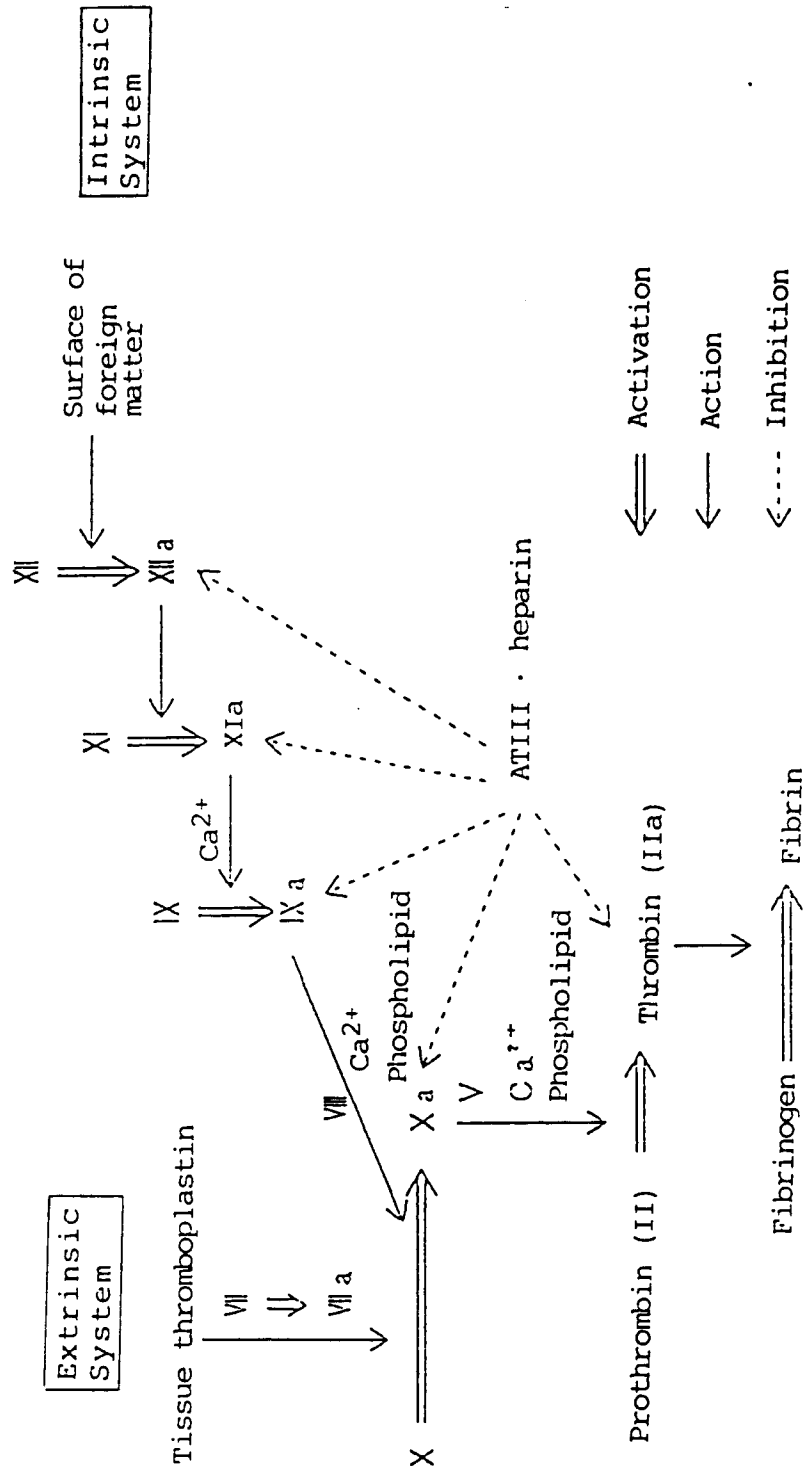 Extrinsic
System
Intrinsic
System
Tissue thromboplastin
Surface of
foreign
matter
XII
XIIa
XI
XIa
Ca2+
IX
IXa
VII
VIIa
VIII
Ca2+
Phospholipid
X
Xa
V
Phospholipid
ATIII · heparin
Prothrombin (II)
Thrombin (IIa)
Fibrinogen
Fibrin
Activation
Action
Inhibition